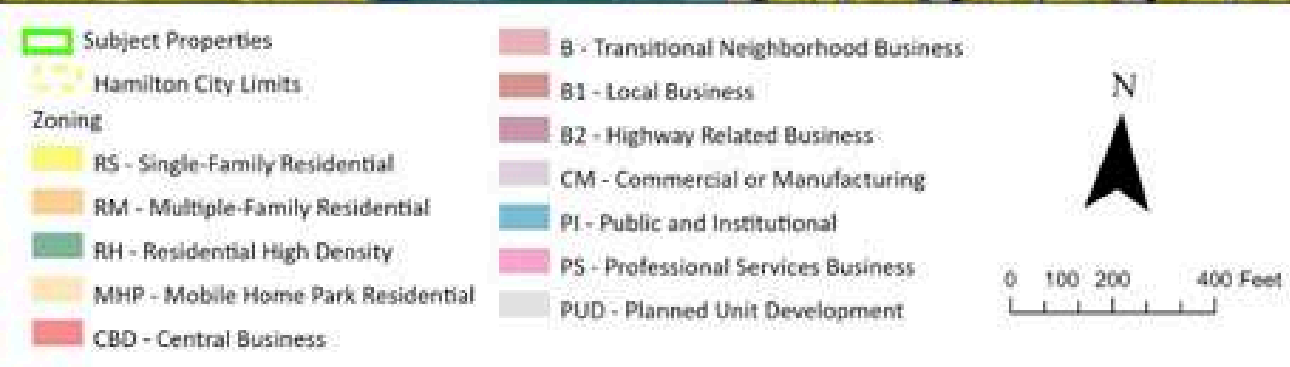 Subject Properties
Hamilton City Limits
Zoning
RS - Single-Family Residential
RM - Multiple-Family Residential
RH - Residential High Density
MHP - Mobile Home Park Residential
CBD - Central Business
B - Transitional Neighborhood Business
B1 - Local Business
B2 - Highway Related Business
CM - Commercial or Manufacturing
PI - Public and Institutional
PS - Professional Services Business
PUD - Planned Unit Development
N
0 100 200 400 Feet